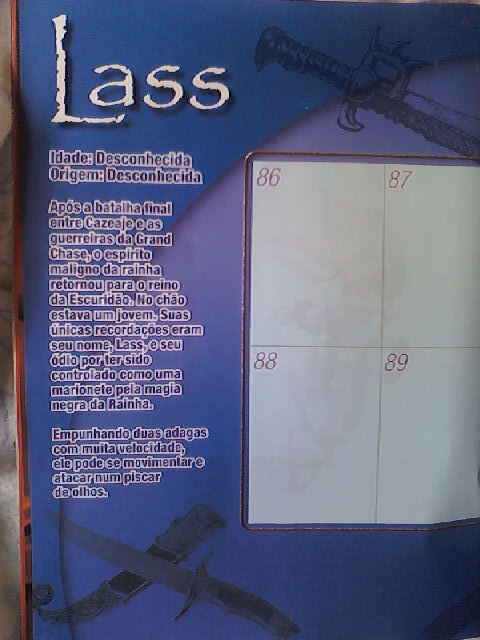 Lass
Idade: Desconhecida
Origem: Desconhecida
Após a batalha final
entre Cazeaje e as
guerreiras da Grand
Chase, o espírito
maligno da rainha
retornou para o reino
da Escuridão. No chão
estava um jovem. Suas
únicas recordações eram
seu nome, Lass, e seu
ódio por ter sido
controlado como uma
marionete pela magia
negra da Rainha.
Empunhando duas adagas
com muita velocidade,
ele pode se movimentar e
atacar num piscar
de olhos.
86
87
88
89